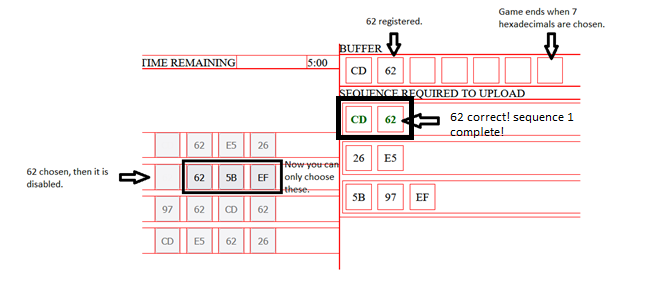 62 registered.
Game ends when 7
hexadecimals are chosen.
BUFFER
TIME REMAINING 5:00
CD 62
SEQUENCE REQUIRED TO UPLOAD
CD 62
62 correct! sequence 1
complete!
62 E5 26
26 E5
62 chosen, then it is
disabled.
62 5B EF
Now you can
only choose
these.
5B 97 EF
97 62 CD 62
CD E5 62 26